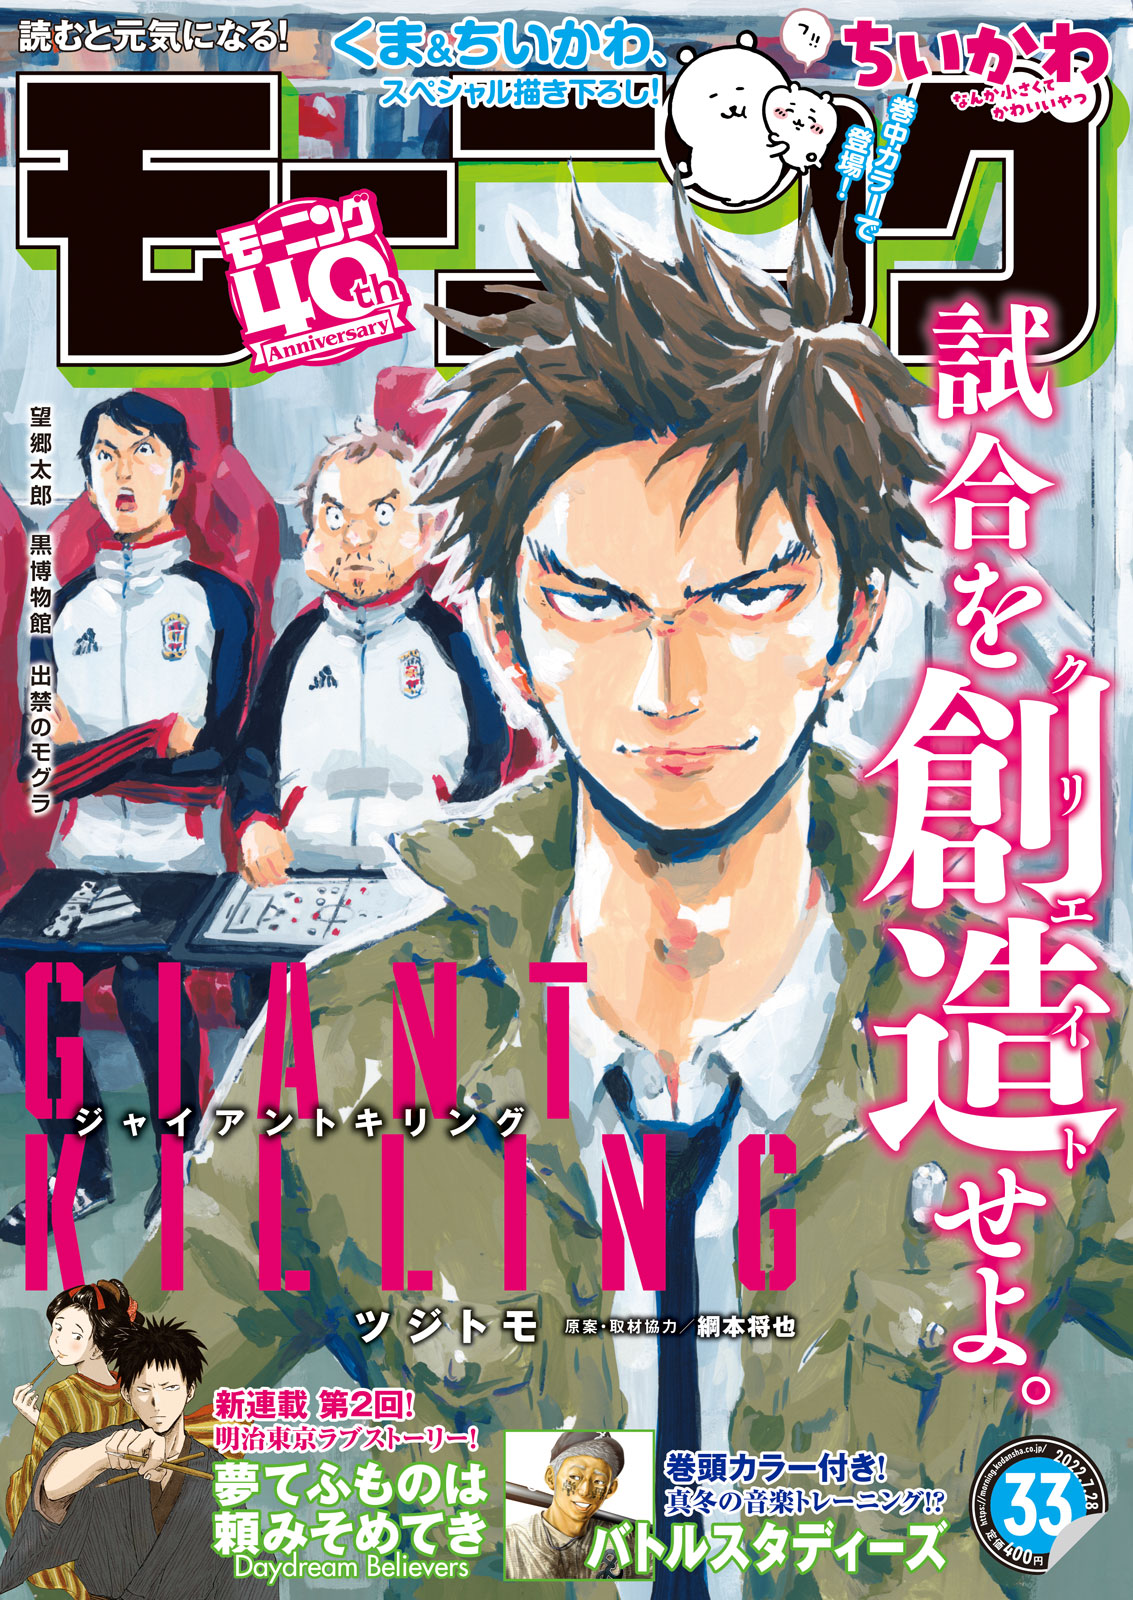 読むと元気になる!
くま&ちいかわ、
スペシャル描き下ろし!
フ!!
ちいかわ
なんか小さくて
かわいいやつ
巻中カラーで
登場!
モーニング
モーニング
40th
Anniversary
試合を創造せよ。
クリエイト
望郷太郎 黒博物館 出禁のモグラ
GIANT
ジャイアントキリング
KILLING
ツジトモ 原案・取材協力/綱本将也
新連載 第2回!
明治東京ラブストーリー!
夢てふものは
頼みそめてき
Daydream Believers
巻頭カラー付き!
真冬の音楽トレーニング!?
バトルスタディーズ
https://morning.kodansha.co.jp/
2022.7.28
33
定価400円